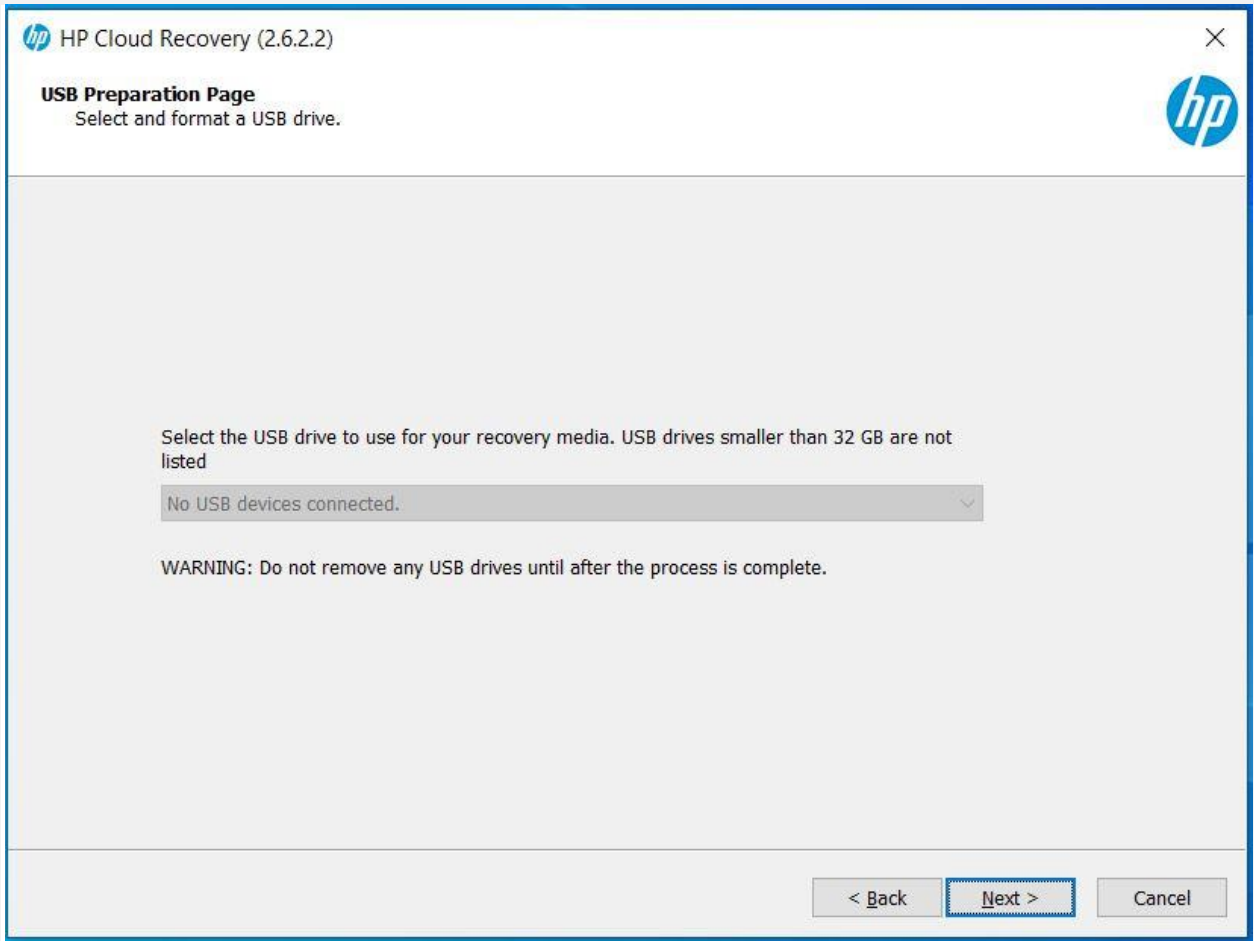 hp HP Cloud Recovery (2.6.2.2)
USB Preparation Page
Select and format a USB drive.
hp
Select the USB drive to use for your recovery media. USB drives smaller than 32 GB are not
listed
No USB devices connected.
WARNING: Do not remove any USB drives until after the process is complete.
< Back Next > Cancel